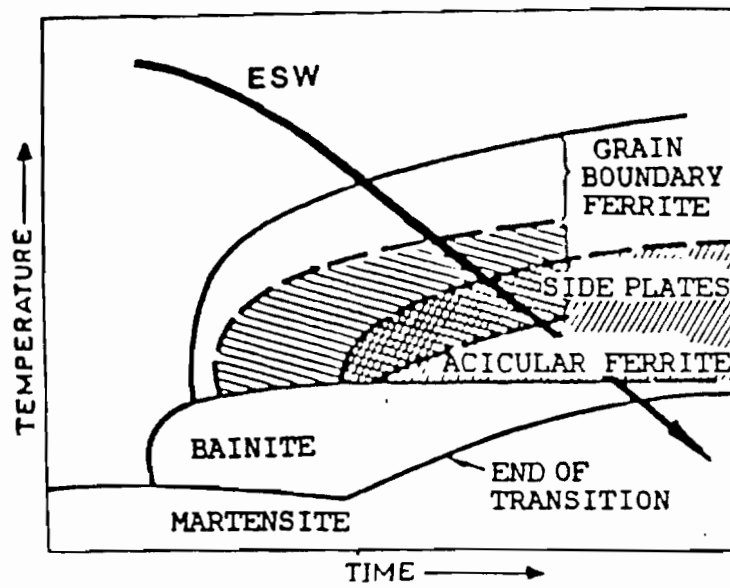 ESW
GRAIN
BOUNDARY
FERRITE
SIDE PLATES
ACICULAR FERRITE
BAINITE
END OF
TRANSITION
MARTENSITE
TEMPERATURE
TIME